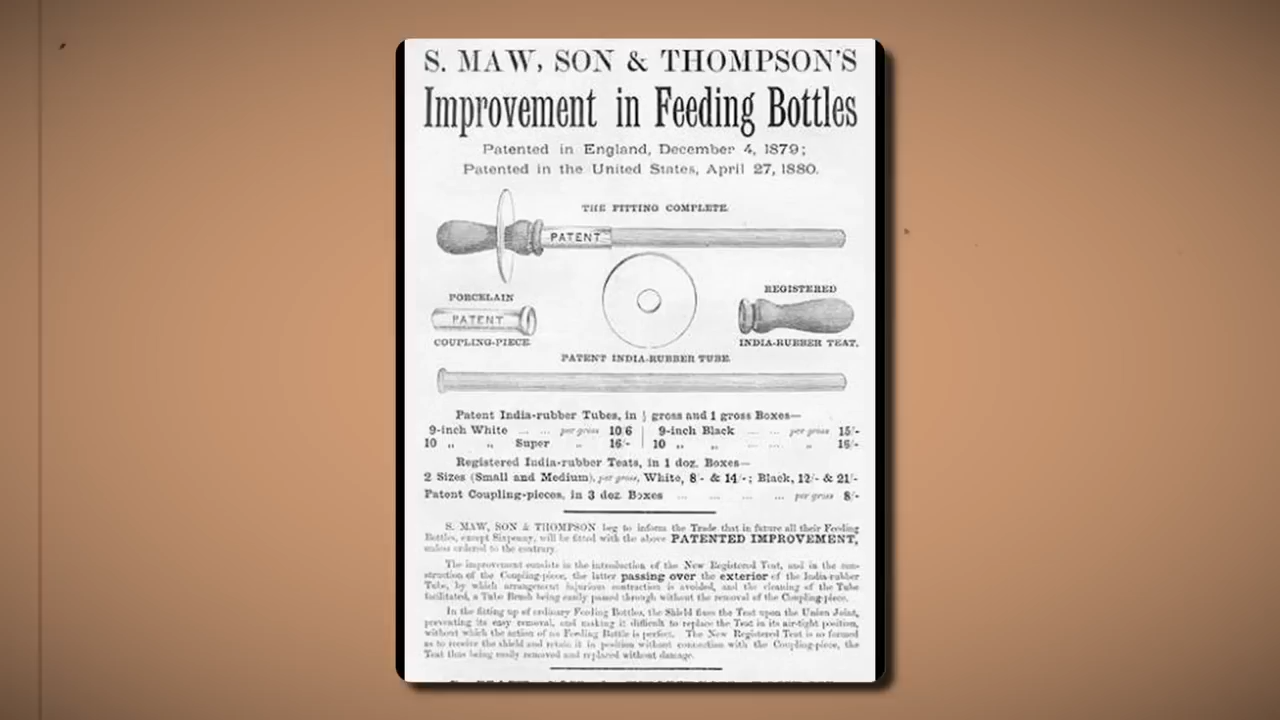 S. MAW, SON & THOMPSON'S
Improvement in Feeding Bottles
Patented in England, December 4, 1879;
Patented in the United States, April 27, 1880.
THE FITTING COMPLETE.
PATENT
PORCELAIN
PATENT
COUPLING-PIECE.
REGISTERED
INDIA-RUBBER TEAT.
PATENT INDIA-RUBBER TUBE.
Patent India-rubber Tubes, in ½ gross and 1 gross Boxes—
9-inch White ... ... per gross 10/6 | 9-inch Black ... ... per gross 15/-
10 „ „ Super „ 16/- | 10 „ „ ... ... „ 16/-
Registered India-rubber Teats, in 1 doz. Boxes—
2 Sizes (Small and Medium), per gross, White, 8/- & 14/-; Black, 12/- & 21/-
Patent Coupling-pieces, in 3 doz. Boxes ... ... ... ... per gross 8/-
S. MAW, SON & THOMPSON beg to inform the Trade that in future all their Feeding
Bottles, except Sixpenny, will be fitted with the above PATENTED IMPROVEMENT,
unless ordered to the contrary.
The improvement consists in the introduction of the New Registered Teat, and in the con-
struction of the Coupling-piece, the latter passing over the exterior of the India-rubber
Tube, by which arrangement injurious contraction is avoided, and the cleaning of the Tube
facilitated, a Tube Brush being easily passed through without the removal of the Coupling-piece.
In the fitting up of ordinary Feeding Bottles, the Shield fixes the Teat upon the Union Joint,
preventing its easy removal, and making it difficult to replace the Teat in its air-tight position,
without which the action of no Feeding Bottle is perfect. The New Registered Teat is so formed
as to receive the shield and retain it in position without connection with the Coupling-piece, the
Teat thus being easily removed and replaced without damage.